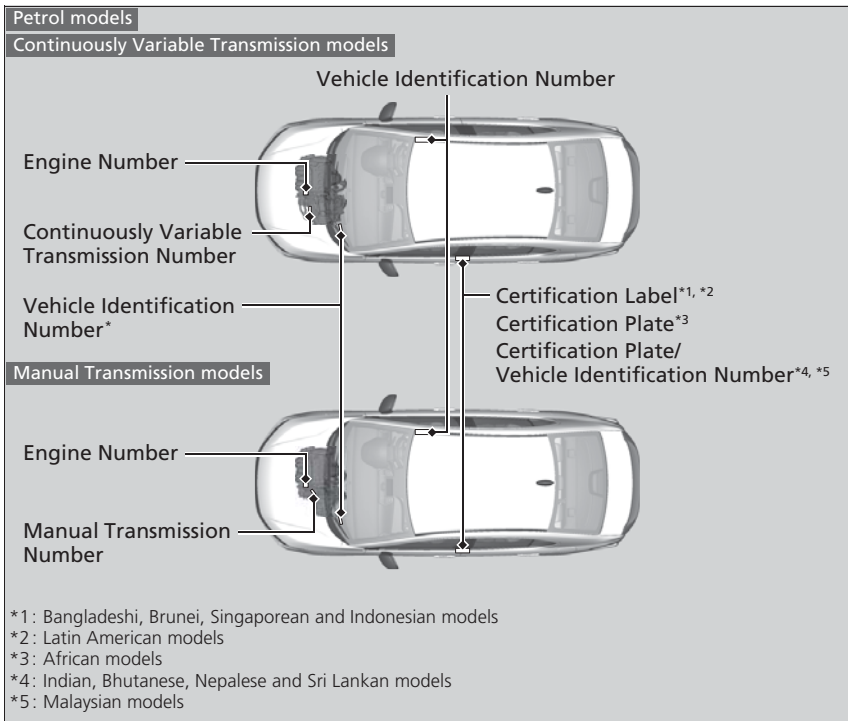 Petrol models
Continuously Variable Transmission models
Vehicle Identification Number
Engine Number
Continuously Variable
Transmission Number
Vehicle Identification
Number*
Certification Label*1, *2
Certification Plate*3
Certification Plate/
Vehicle Identification Number*4, *5
Manual Transmission models
Engine Number
Manual Transmission
Number
*1: Bangladeshi, Brunei, Singaporean and Indonesian models
*2: Latin American models
*3: African models
*4: Indian, Bhutanese, Nepalese and Sri Lankan models
*5: Malaysian models